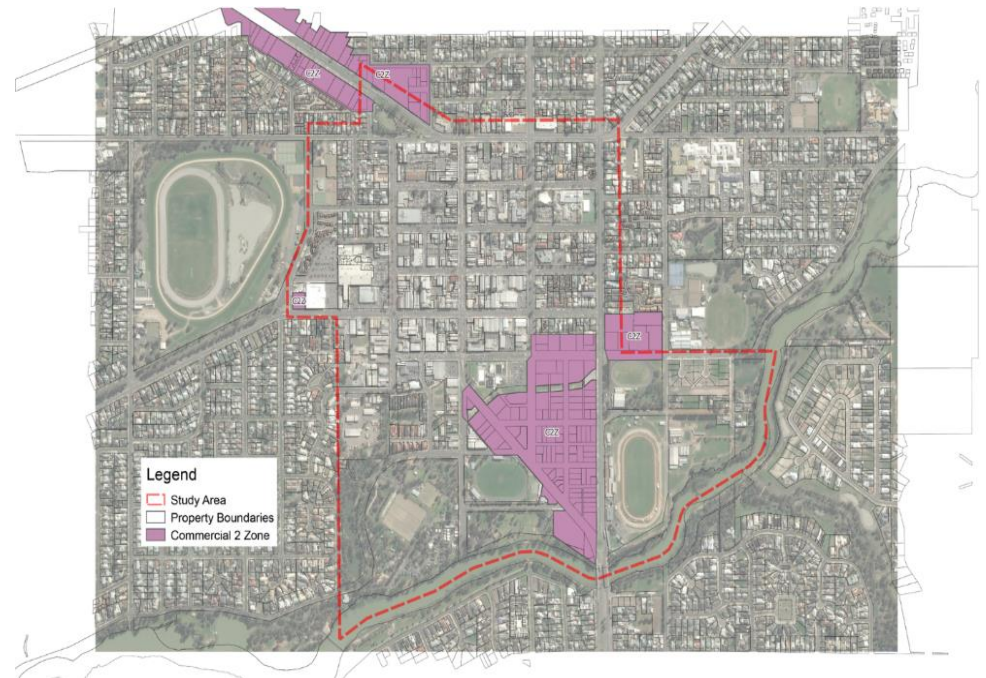 C2Z
C2Z
C2Z
C2Z
C2Z
Legend
Study Area
Property Boundaries
Commercial 2 Zone